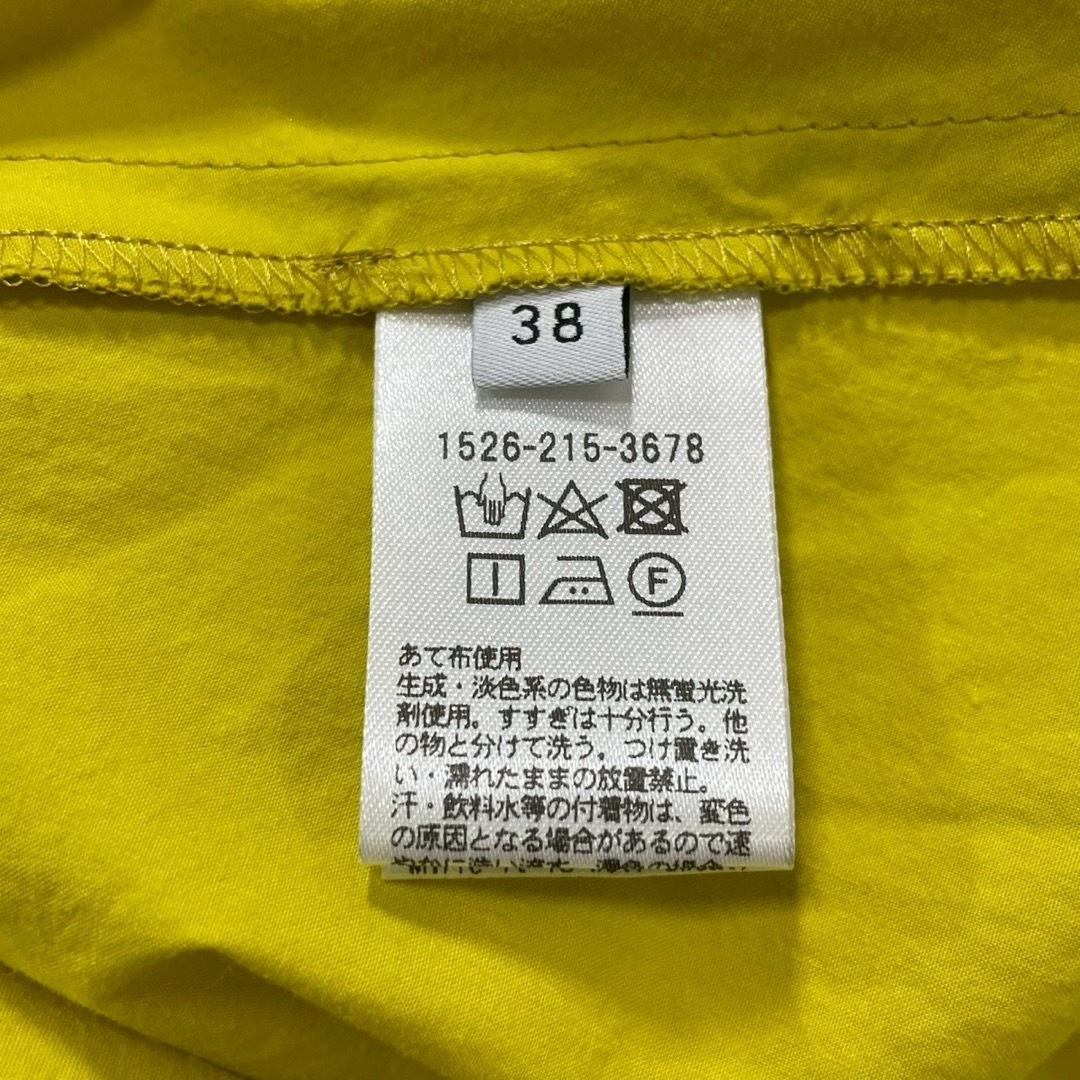 38
1526-215-3678
F
あて布使用
生成・淡色系の色物は無蛍光洗
剤使用。すすぎは十分行う。他
の物と分けて洗う。つけ置き洗
い・濡れたままの放置禁止。
汗・飲料水等の付着物は、変色
の原因となる場合があるので速